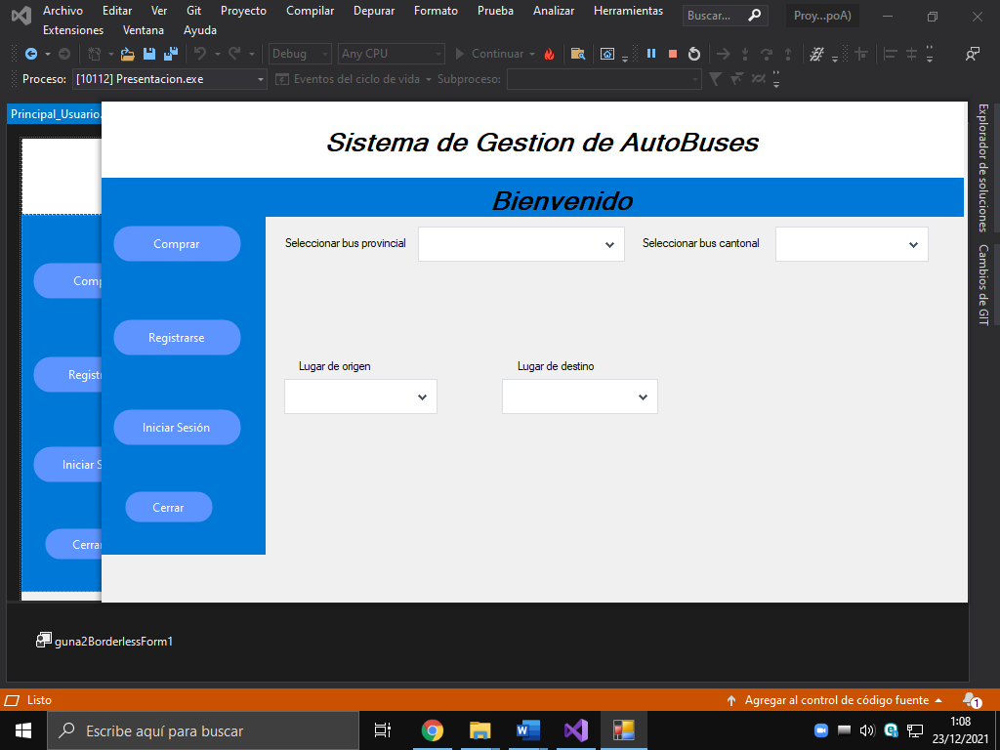 Archivo Editar Ver Git Proyecto Compilar Depurar Formato Prueba Analizar Herramientas Buscar... Proy...poA)
Extensiones Ventana Ayuda
Debug Any CPU Continuar
Proceso: [10112] Presentacion.exe Eventos del ciclo de vida Subproceso:
Principal_Usuario.
Sistema de Gestion de AutoBuses
Bienvenido
Comprar Seleccionar bus provincial Seleccionar bus cantonal
Comp
Registrarse
Lugar de origen Lugar de destino
Registr
Iniciar Sesión
Iniciar S
Cerrar
Cerrar
Explorador de soluciones
Cambios de GIT
guna2BorderlessForm1
Listo Agregar al control de código fuente 1
Escribe aquí para buscar 1:08
23/12/2021